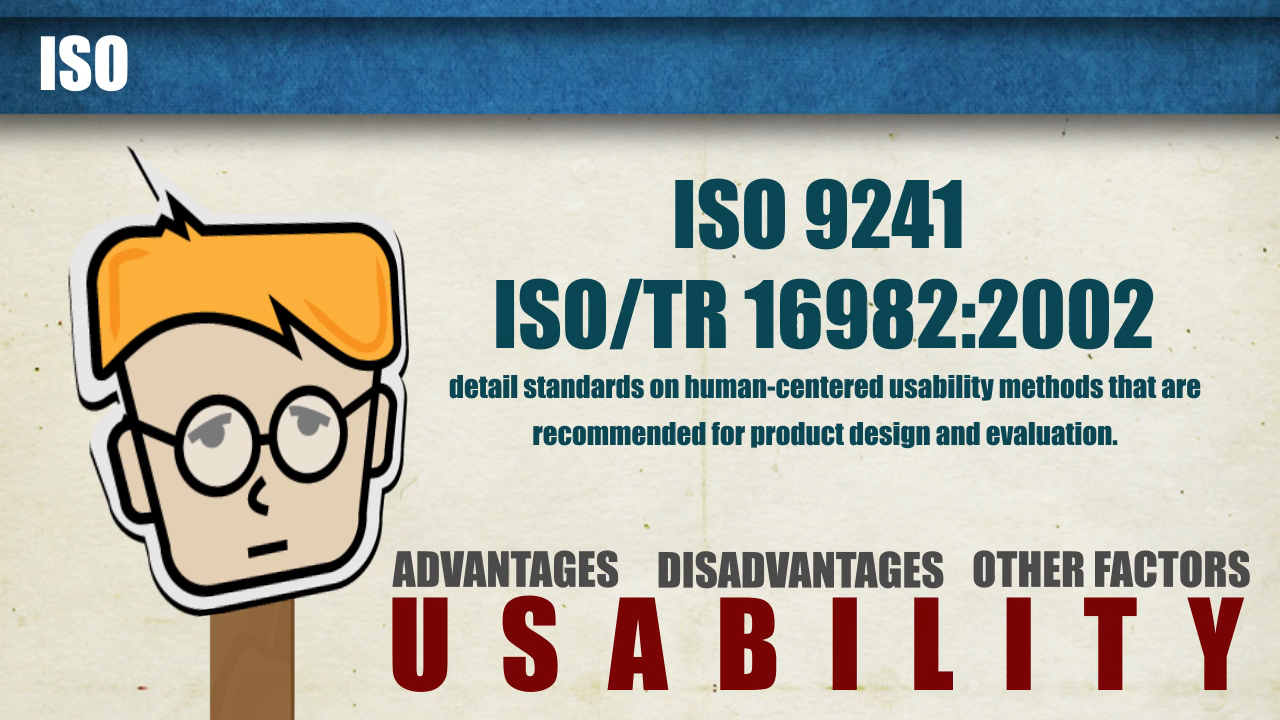 ISO
ISO 9241
ISO/TR 16982:2002
detail standards on human-centered usability methods that are
recommended for product design and evaluation.
ADVANTAGES DISADVANTAGES OTHER FACTORS
USABILITY